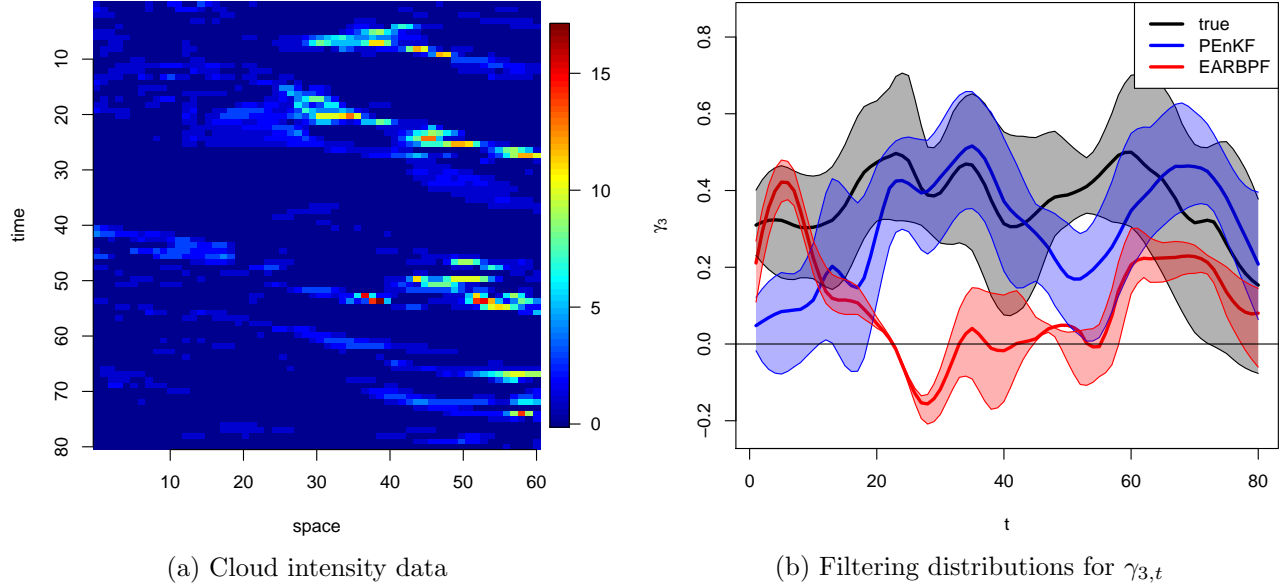 10
20
30
40
50
60
70
80
time
10 20 30 40 50 60
space
15
10
5
0
(a) Cloud intensity data
true
PEnKF
EARBPF
0.8
0.6
0.4
0.2
0.0
−0.2
γ₃
0 20 40 60 80
t
(b) Filtering distributions for γ₃,ₜ